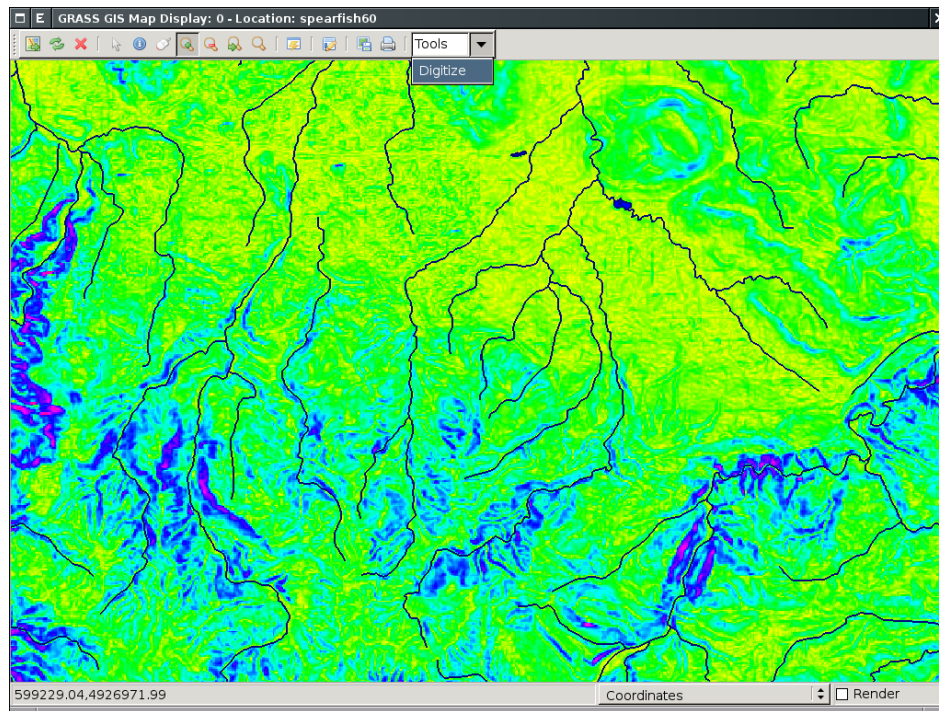 E GRASS GIS Map Display: 0 - Location: spearfish60
Tools
Digitize
599229.04,4926971.99 Coordinates Render